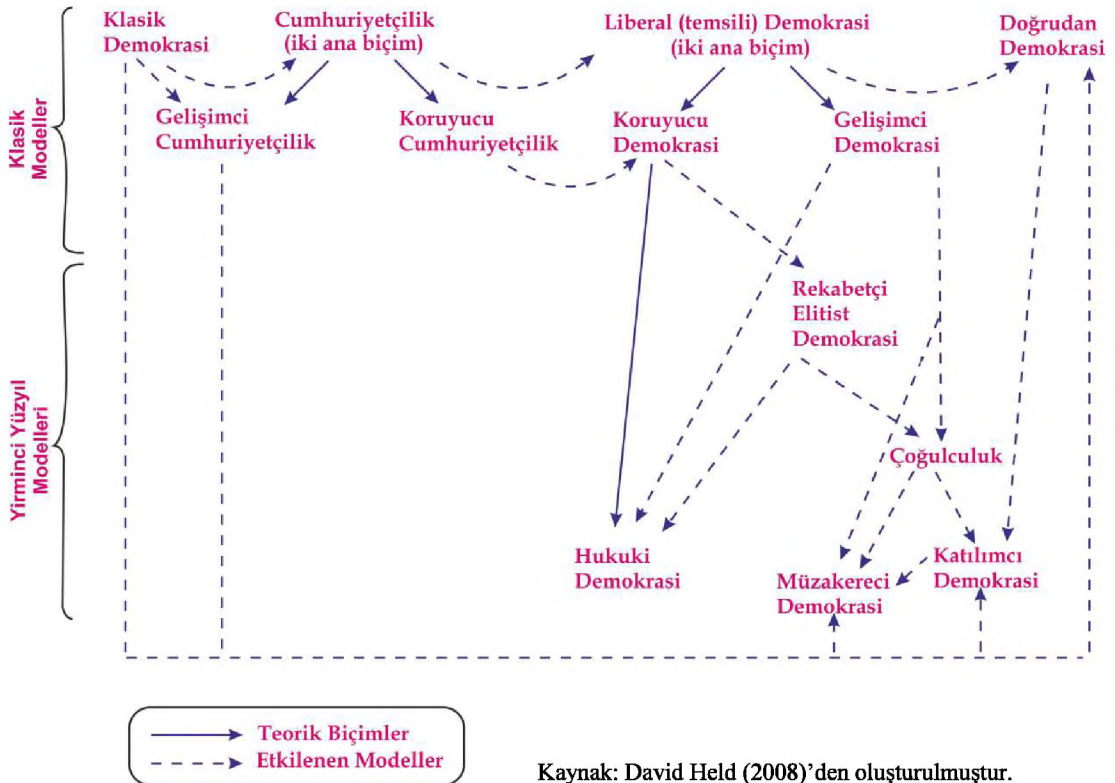 Klasik
Demokrasi
Cumhuriyetçilik
(iki ana biçim)
Liberal (temsili) Demokrasi
(iki ana biçim)
Doğrudan
Demokrasi
Gelişimci
Cumhuriyetçilik
Koruyucu
Cumhuriyetçilik
Koruyucu
Demokrasi
Gelişimci
Demokrasi
Klasik
Modeller
Rekabetçi
Elitist
Demokrasi
Yirminci Yüzyıl
Modelleri
Çoğulculuk
Hukuki
Demokrasi
Müzakereci
Demokrasi
Katılımcı
Demokrasi
Teorik Biçimler
Etkilenen Modeller
Kaynak: David Held (2008)’den oluşturulmuştur.